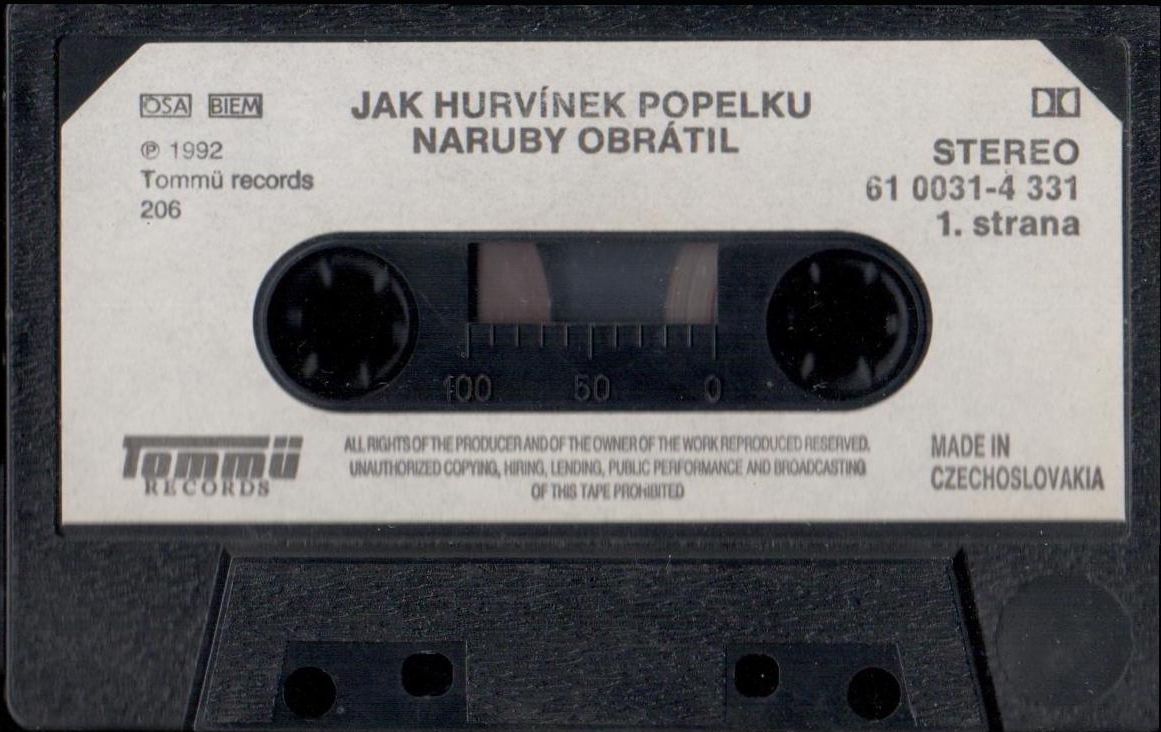 OSA BIEM
℗ 1992
Tommü records
206
JAK HURVÍNEK POPELKU
NARUBY OBRÁTIL
STEREO
61 0031-4 331
1. strana
100 50 0
Tommü
RECORDS
ALL RIGHTS OF THE PRODUCER AND OF THE OWNER OF THE WORK REPRODUCED RESERVED.
UNAUTHORIZED COPYING, HIRING, LENDING, PUBLIC PERFORMANCE AND BROADCASTING
OF THIS TAPE PROHIBITED
MADE IN
CZECHOSLOVAKIA